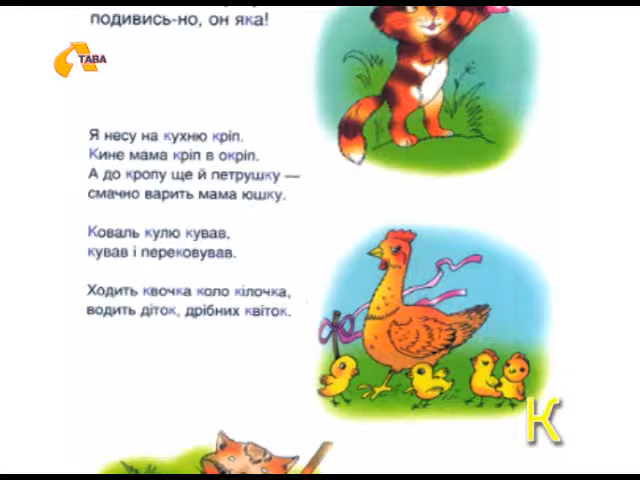 подивись-но, он яка!
ТАВА
Я несу на кухню кріп.
Кине мама кріп в окріп.
А до кропу ще й петрушку —
смачно варить мама юшку.
Коваль кулю кував,
кував і перековував.
Ходить квочка коло кілочка,
водить діток, дрібних квіток.
К